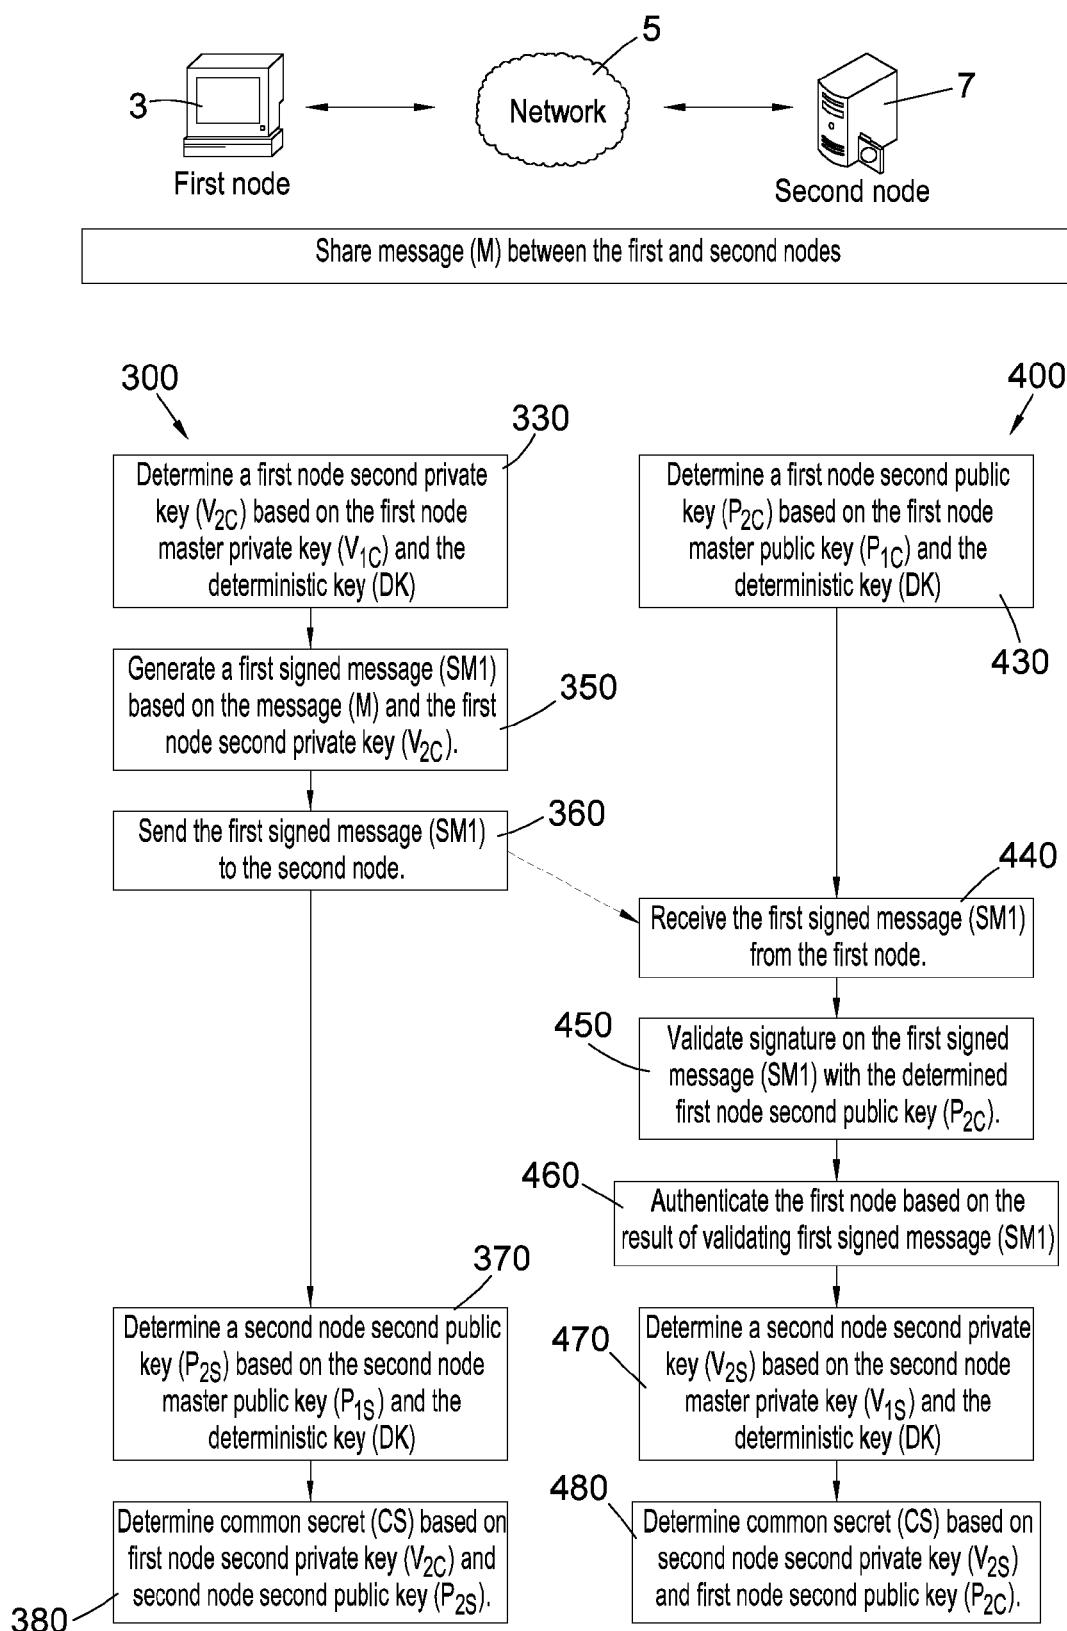 5
3
Network
7
First node
Second node
Share message (M) between the first and second nodes
300
400
330
Determine a first node second private
key (V2C) based on the first node
master private key (V1C) and the
deterministic key (DK)
Determine a first node second public
key (P2C) based on the first node
master public key (P1C) and the
deterministic key (DK)
430
Generate a first signed message (SM1)
based on the message (M) and the first
node second private key (V2C).
350
Send the first signed message (SM1)
to the second node.
360
440
Receive the first signed message (SM1)
from the first node.
450
Validate signature on the first signed
message (SM1) with the determined
first node second public key (P2C).
460
Authenticate the first node based on the
result of validating first signed message (SM1)
370
Determine a second node second public
key (P2S) based on the second node
master public key (P1S) and the
deterministic key (DK)
470
Determine a second node second private
key (V2S) based on the second node
master private key (V1S) and the
deterministic key (DK)
Determine common secret (CS) based on
first node second private key (V2C) and
second node second public key (P2S).
380
480
Determine common secret (CS) based on
second node second private key (V2S)
and first node second public key (P2C).